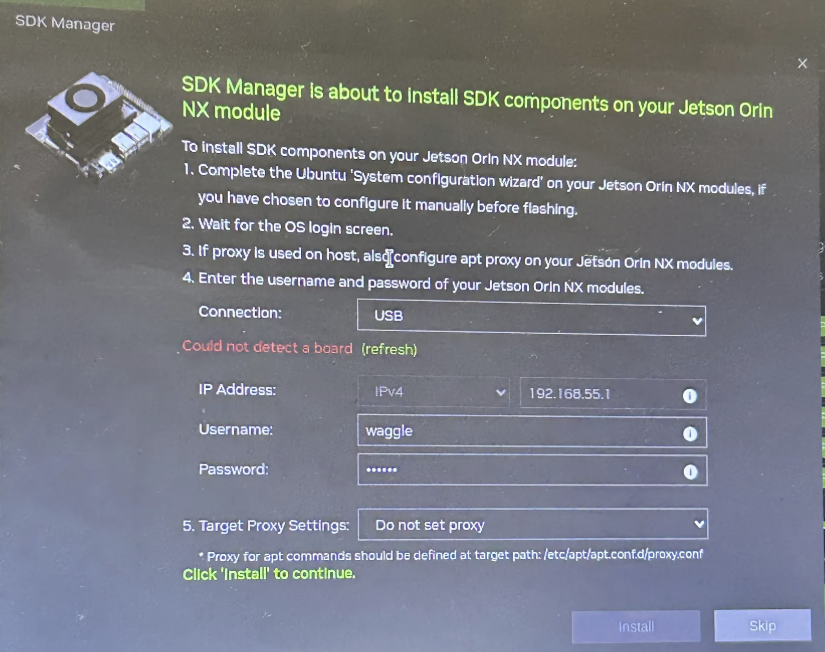 SDK Manager
SDK Manager is about to install SDK components on your Jetson Orin
NX module
To install SDK components on your Jetson Orin NX module:
1. Complete the Ubuntu 'System configuration wizard' on your Jetson Orin NX modules, if
you have chosen to configure it manually before flashing.
2. Wait for the OS login screen.
3. If proxy is used on host, also configure apt proxy on your Jetson Orin NX modules.
4. Enter the username and password of your Jetson Orin NX modules.
Connection: USB
Could not detect a board (refresh)
IP Address: IPv4 192.168.55.1
Username: waggle
Password: ••••••
5. Target Proxy Settings: Do not set proxy
* Proxy for apt commands should be defined at target path: /etc/apt/apt.conf.d/proxy.conf
Click 'Install' to continue.
Install Skip